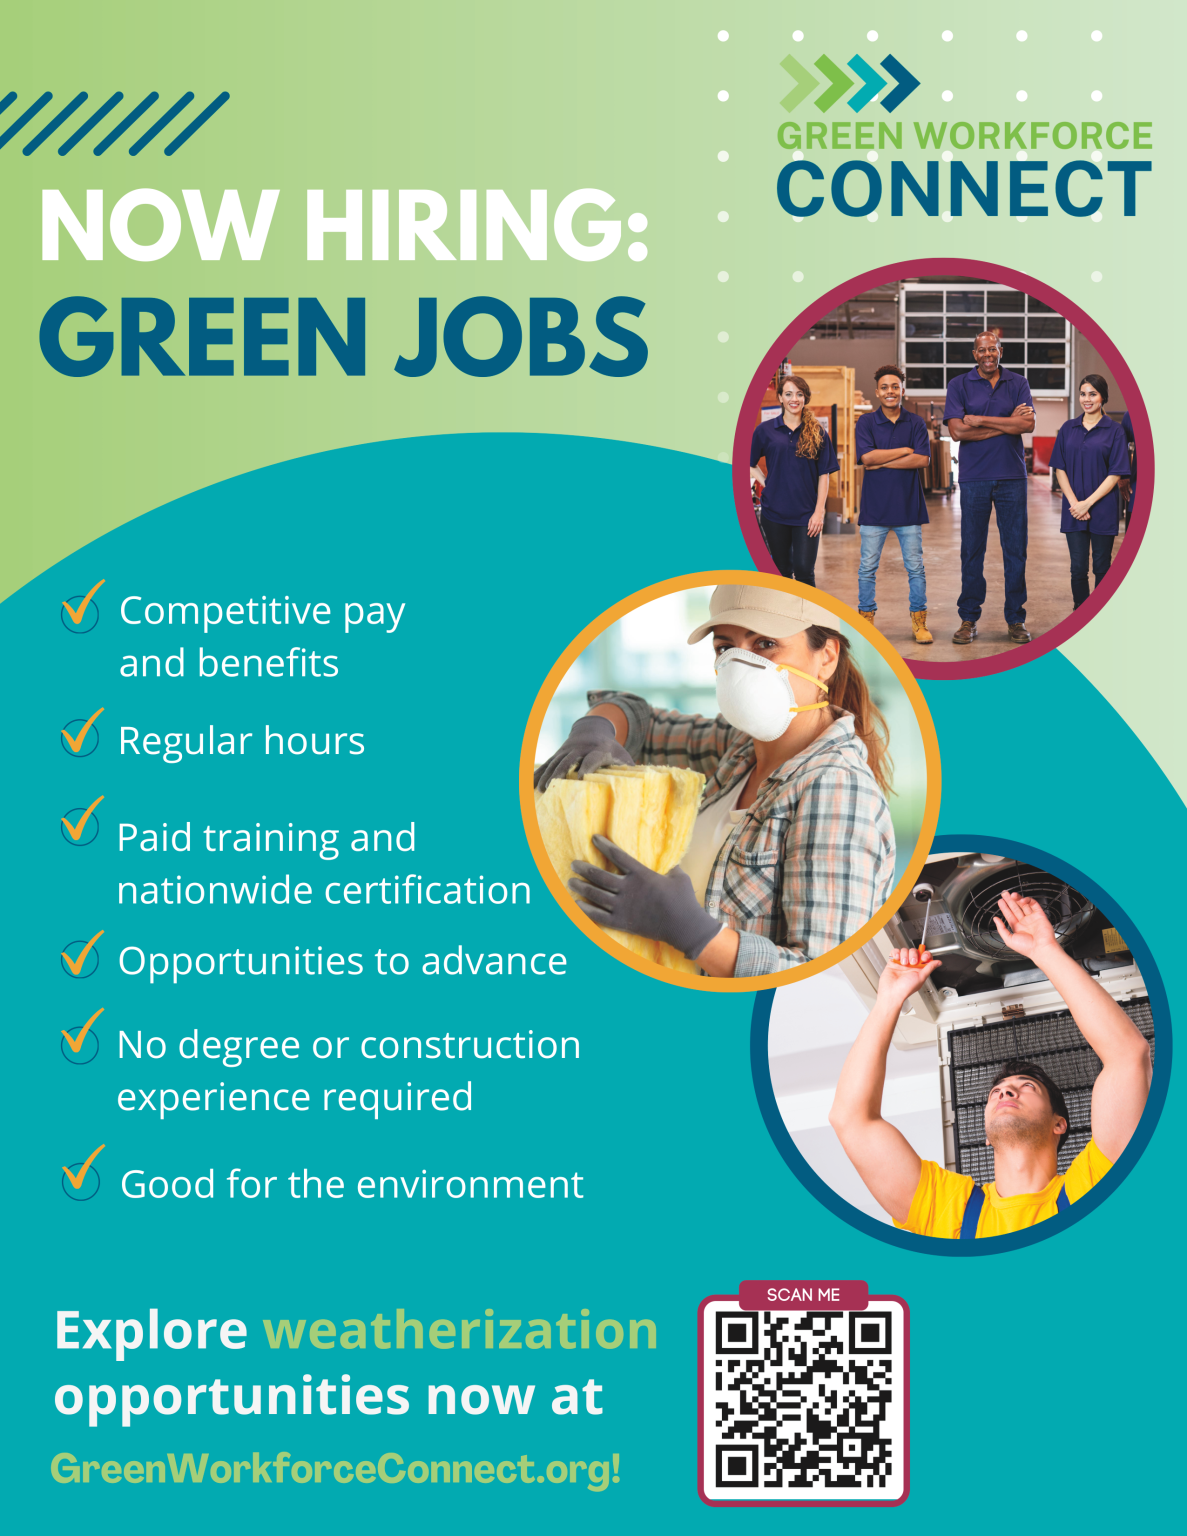 GREEN WORKFORCE
CONNECT
NOW HIRING:
GREEN JOBS
Competitive pay
and benefits
Regular hours
Paid training and
nationwide certification
Opportunities to advance
No degree or construction
experience required
Good for the environment
Explore weatherization
opportunities now at
GreenWorkforceConnect.org!
SCAN ME